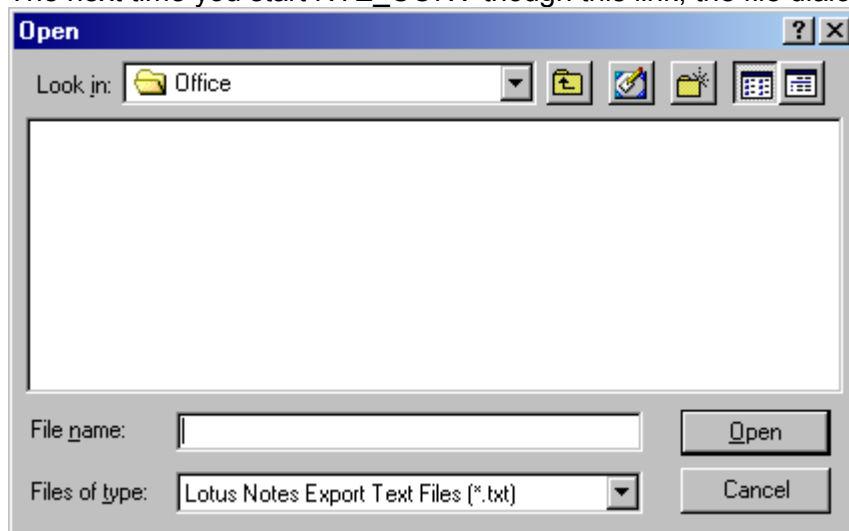 Open
Look in: Office
File name:
Open
Files of type: Lotus Notes Export Text Files (*.txt)
Cancel